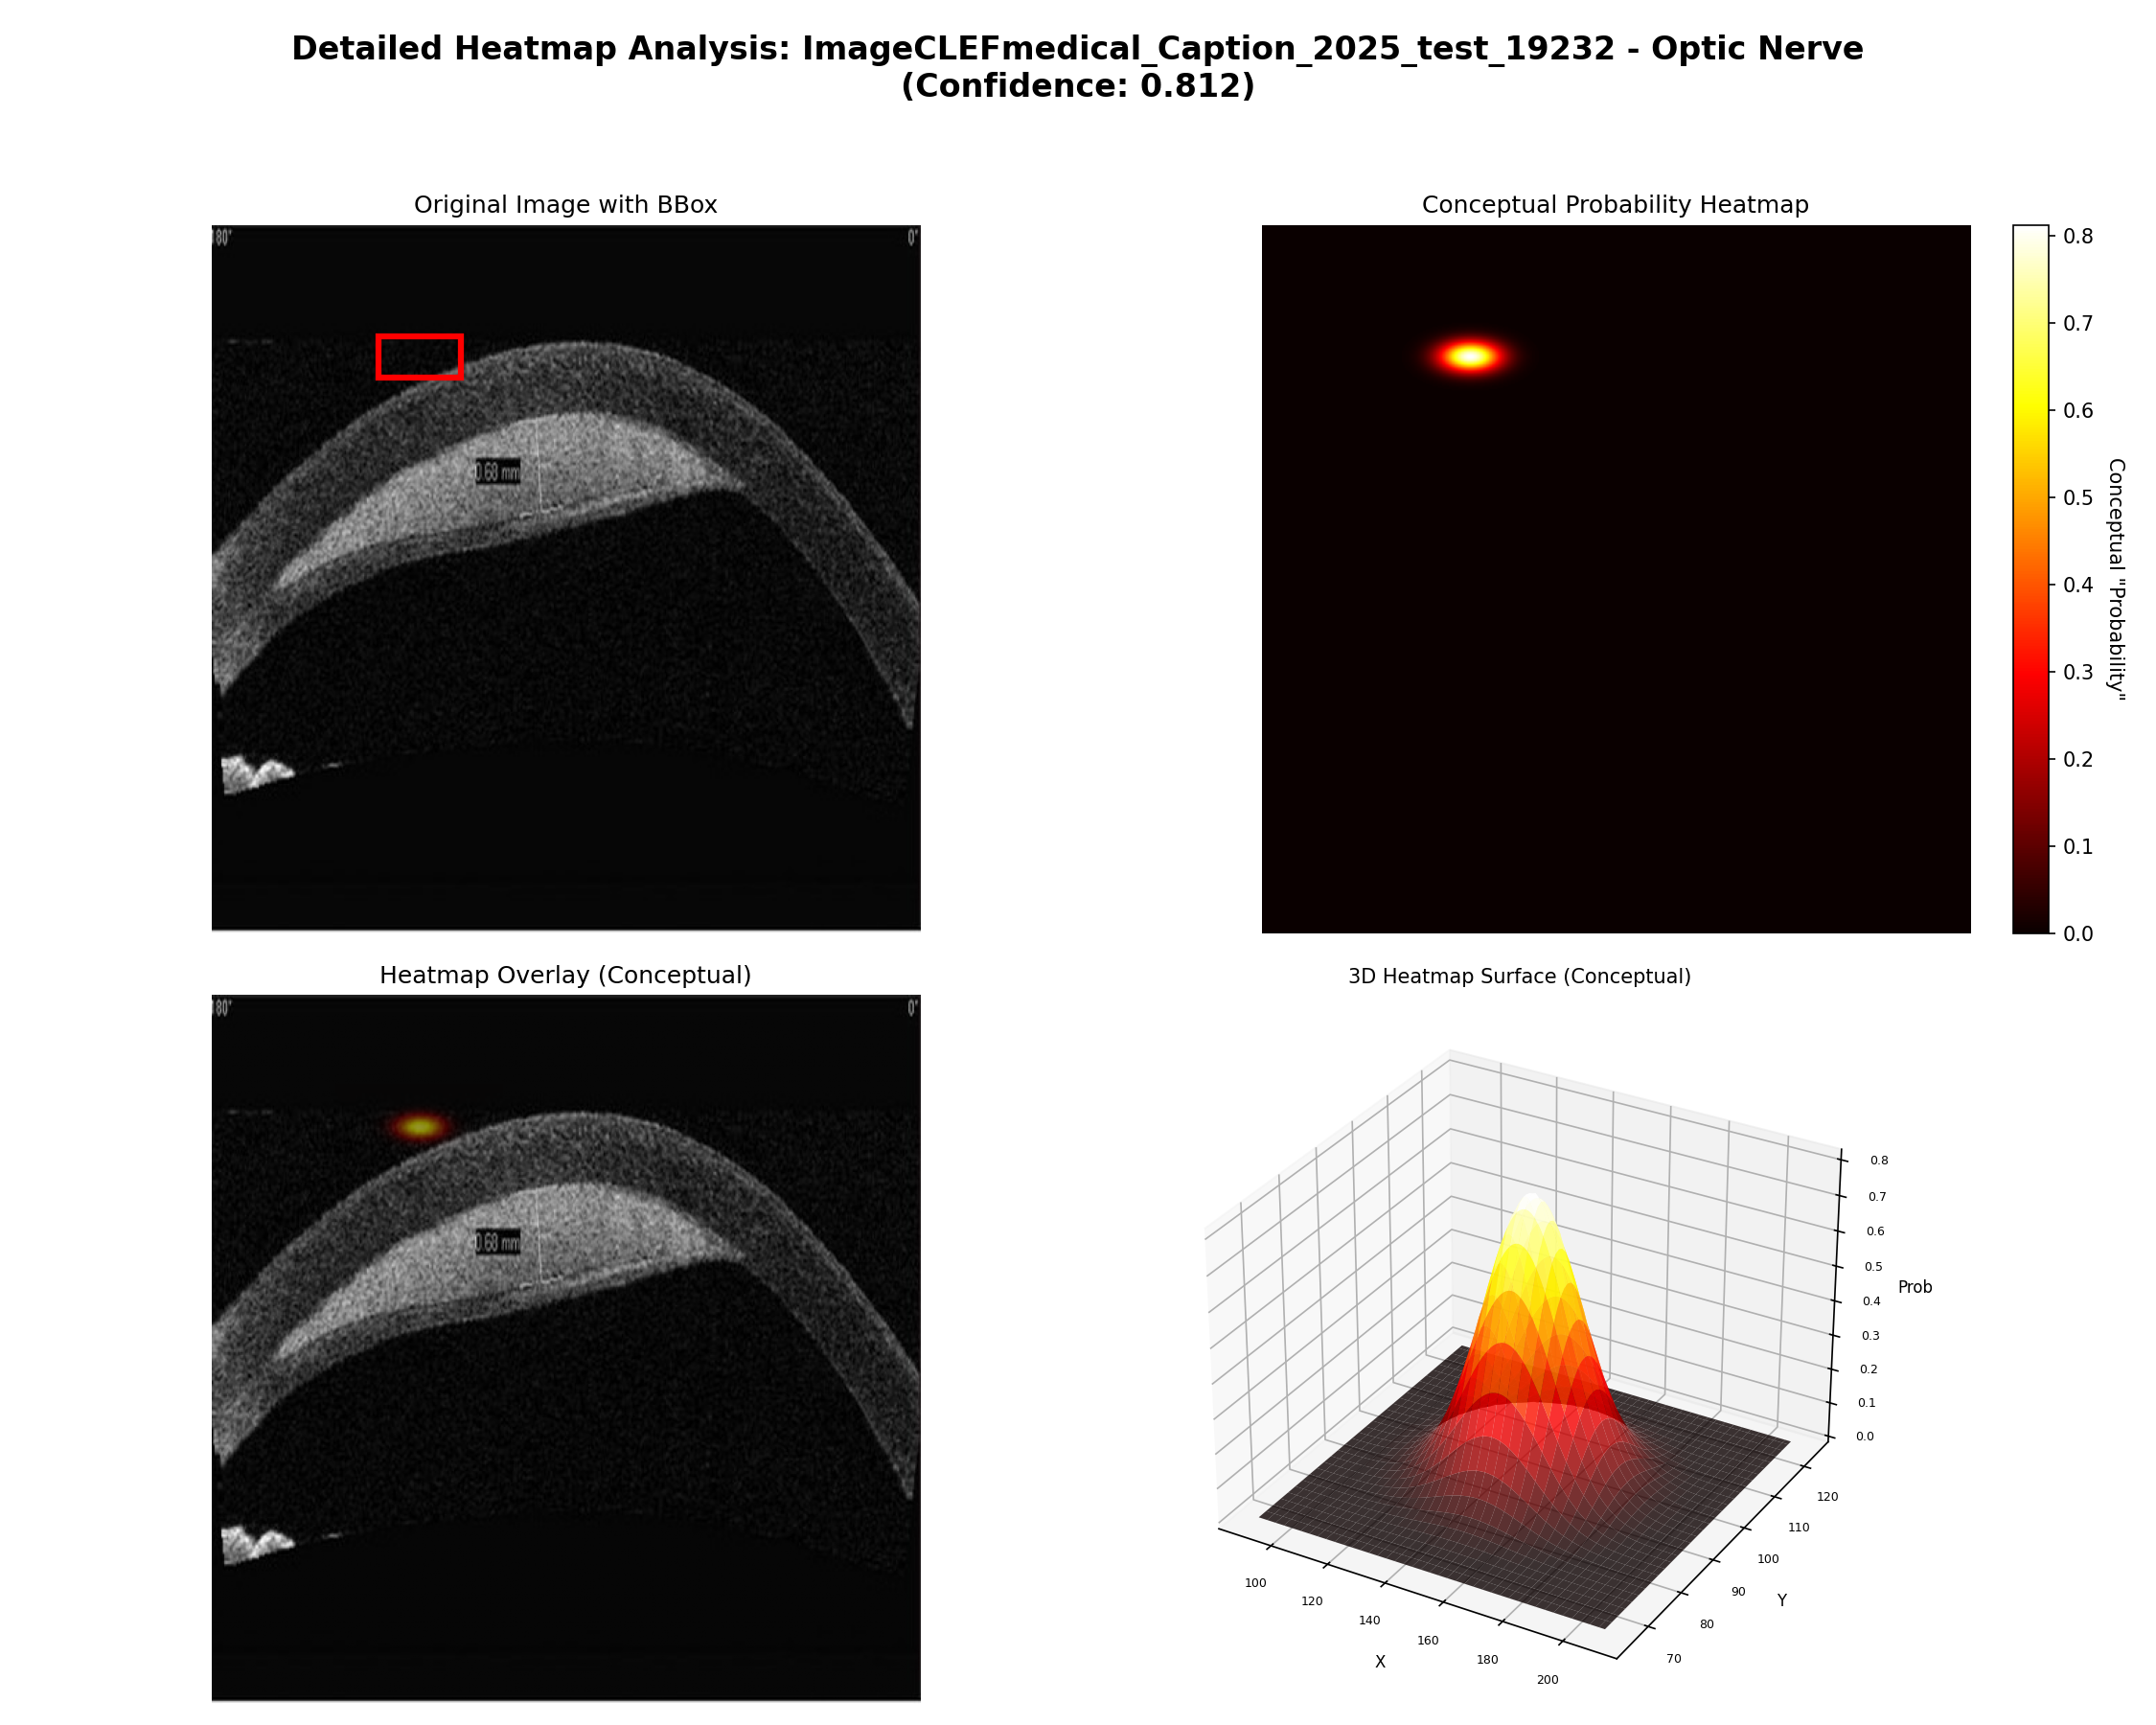 Detailed Heatmap Analysis: ImageCLEFmedical_Caption_2025_test_19232 - Optic Nerve
(Confidence: 0.812)
Original Image with BBox
180°
0°
0.68 mm
Conceptual Probability Heatmap
0.8
0.7
0.6
0.5
0.4
0.3
0.2
0.1
0.0
Conceptual "Probability"
Heatmap Overlay (Conceptual)
180°
0°
0.68 mm
3D Heatmap Surface (Conceptual)
0.8
0.7
0.6
0.5
0.4
0.3
0.2
0.1
0.0
Prob
120
110
100
90
80
70
Y
100
120
140
160
180
200
X